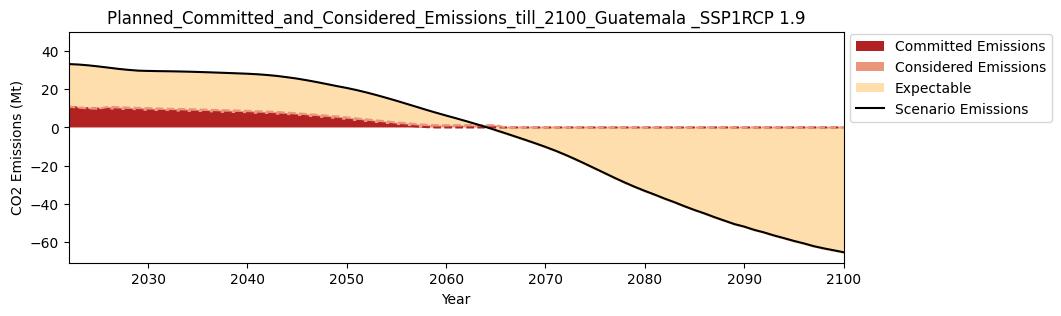 Planned_Committed_and_Considered_Emissions_till_2100_Guatemala _SSP1RCP 1.9
Committed Emissions
Considered Emissions
Expectable
Scenario Emissions
CO2 Emissions (Mt)
40
20
0
−20
−40
−60
2030 2040 2050 2060 2070 2080 2090 2100
Year